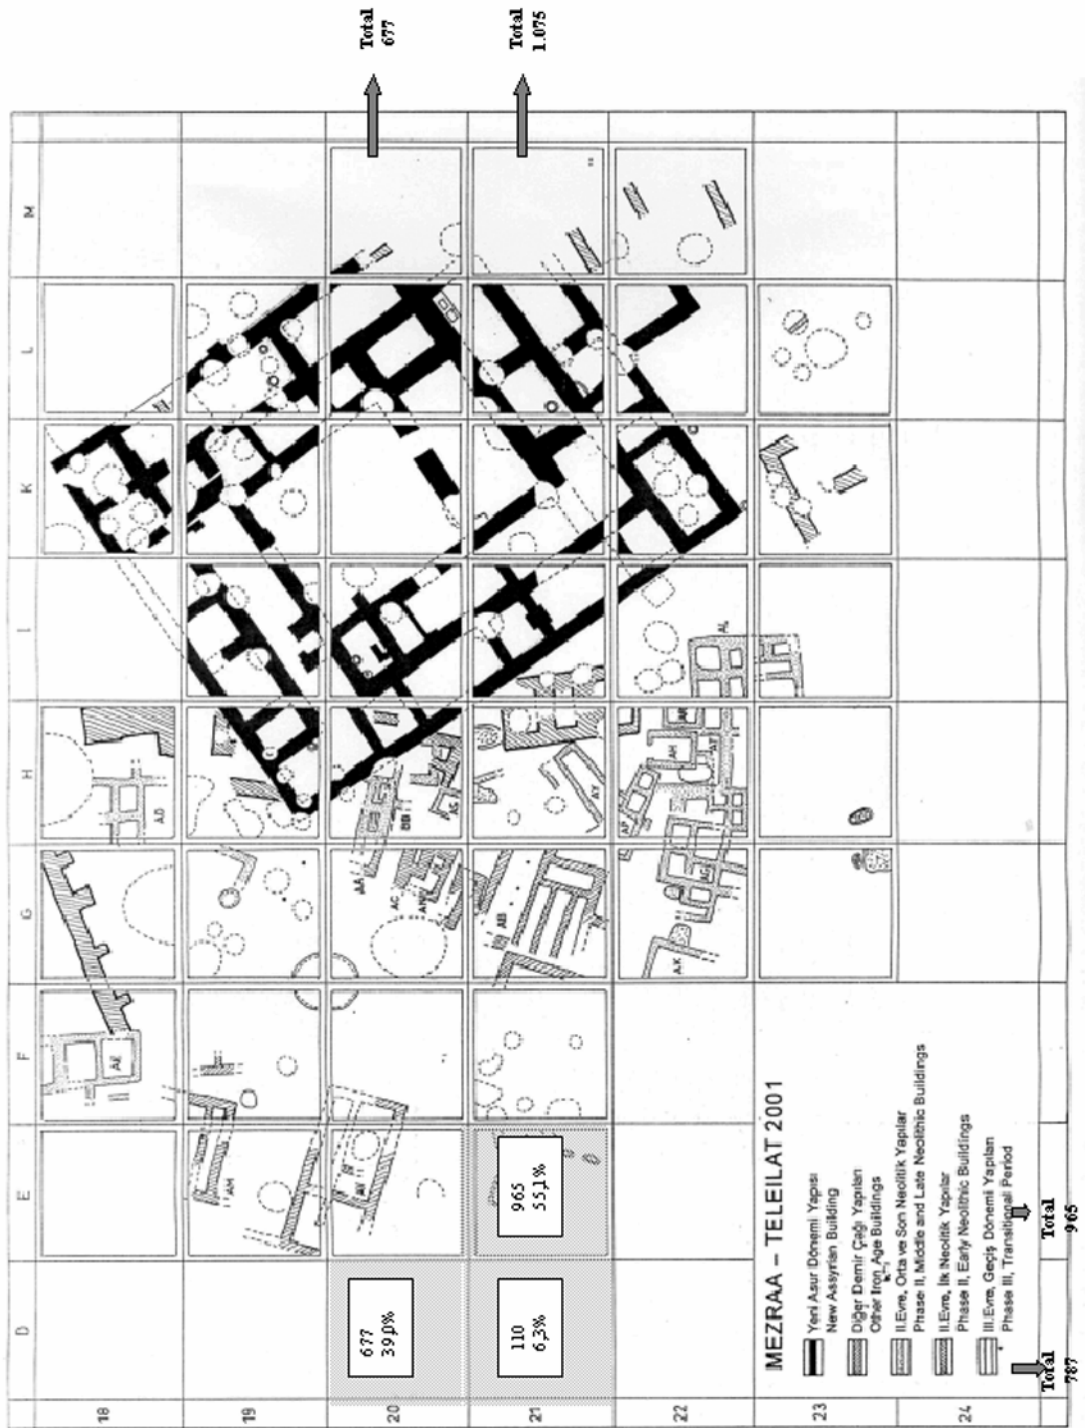 18
19
20
21
22
23
24
D
E
F
G
H
I
K
L
M
677
39,0%
110
6,3%
965
55,1%
Total
677
Total
1.075
Total
787
Total
965
AD
AA
AC
BB
AG
AB
AY
AP
AH
AK
AL
MEZRAA – TELEILAT 2001
Yeni Asur Dönemi Yapısı
New Assyrian Building
Diğer Demir Çağı Yapıları
Other Iron Age Buildings
II.Evre, Orta ve Son Neolitik Yapılar
Phase II, Middle and Late Neolithic Buildings
II.Evre, İlk Neolitik Yapılar
Phase II, Early Neolithic Buildings
III.Evre, Geçiş Dönemi Yapıları
Phase III, Transitional Period